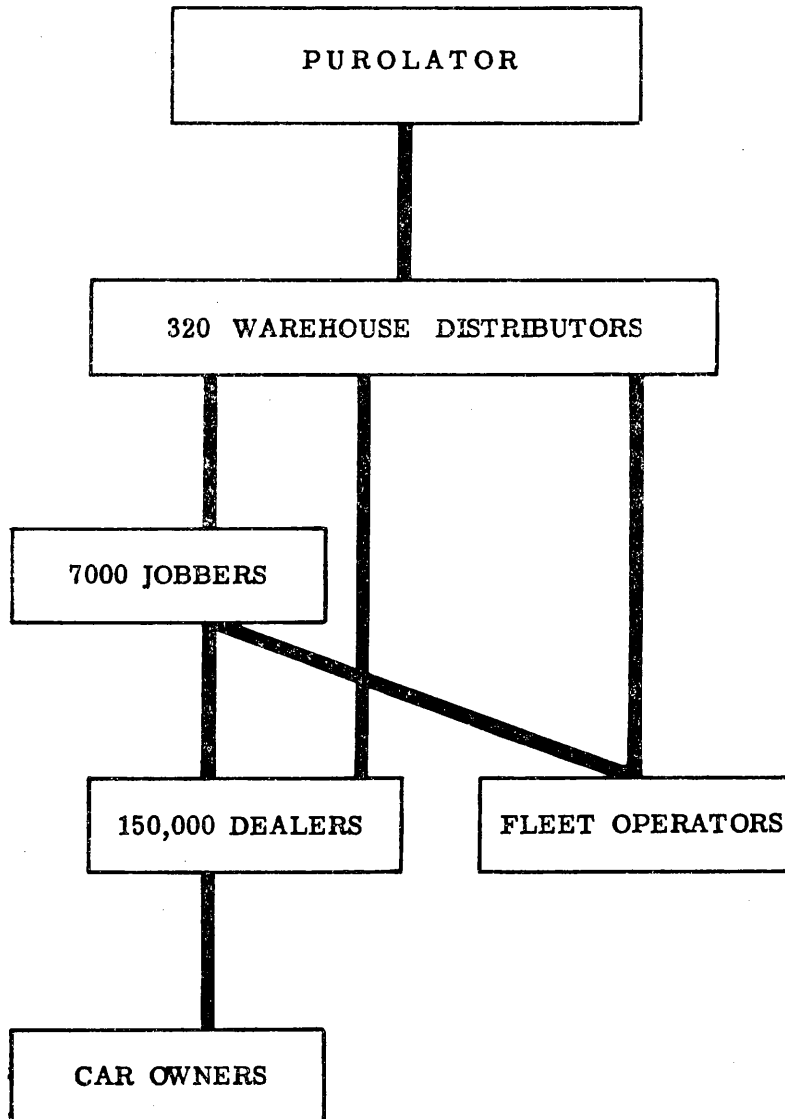 PUROLATOR
320 WAREHOUSE DISTRIBUTORS
7000 JOBBERS
150,000 DEALERS
FLEET OPERATORS
CAR OWNERS